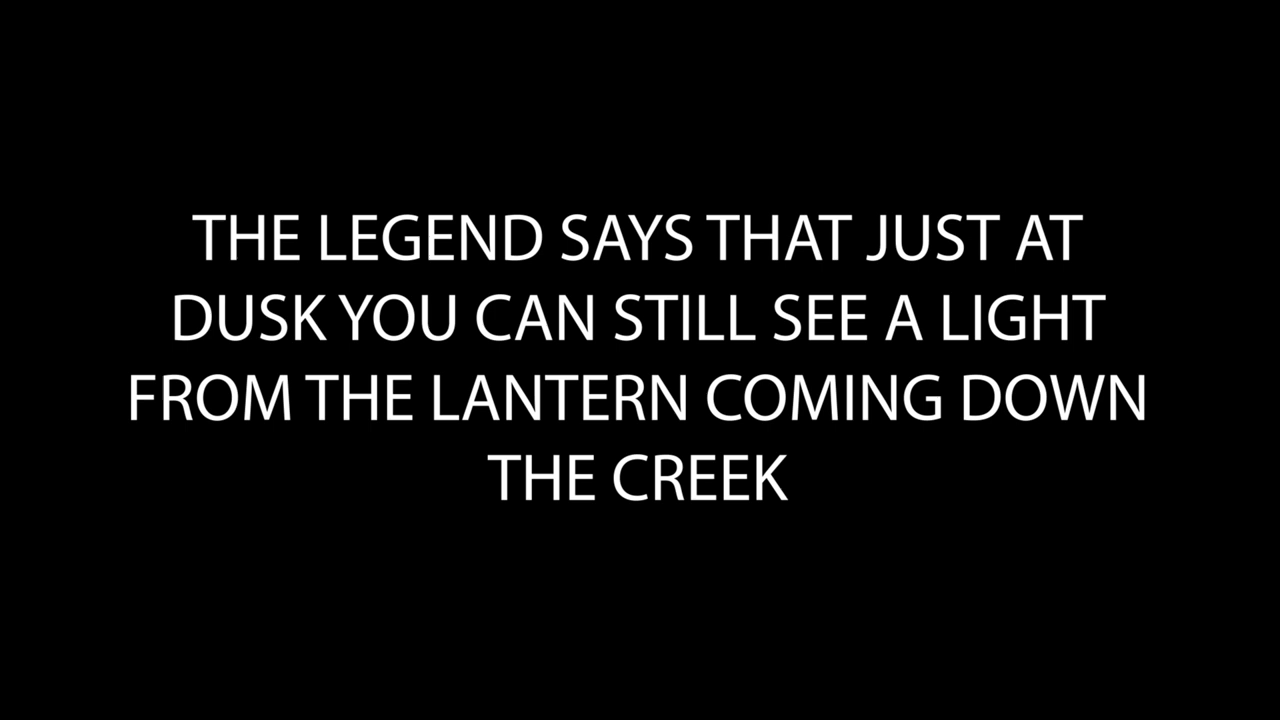 THE LEGEND SAYS THAT JUST AT
DUSK YOU CAN STILL SEE A LIGHT
FROM THE LANTERN COMING DOWN
THE CREEK